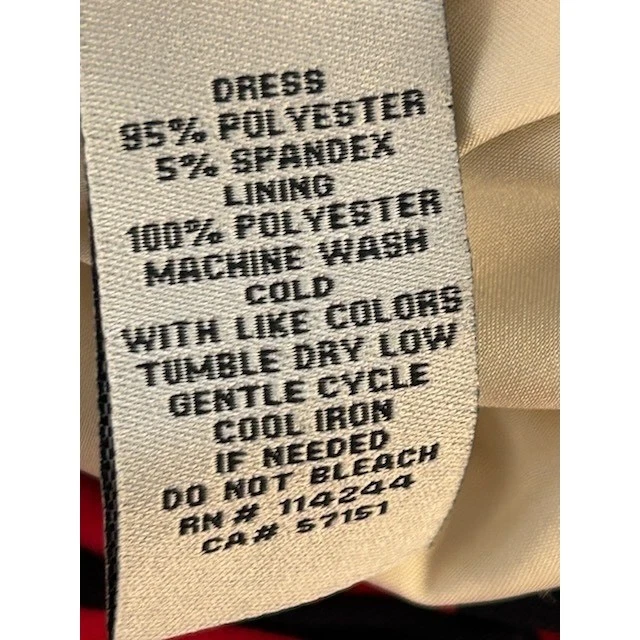 DRESS
95% POLYESTER
5% SPANDEX
LINING
100% POLYESTER
MACHINE WASH
COLD
WITH LIKE COLORS
TUMBLE DRY LOW
GENTLE CYCLE
COOL IRON
IF NEEDED
DO NOT BLEACH
RN# 114244
CA# 57151